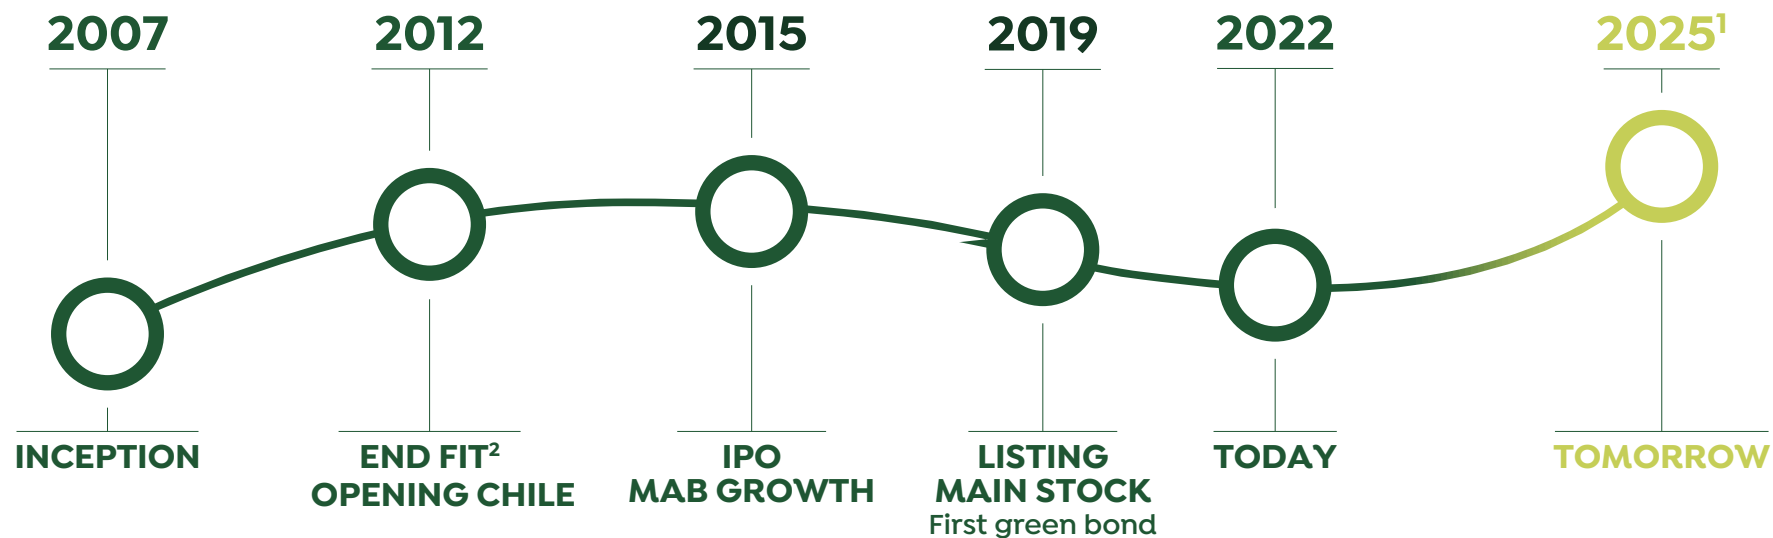 2007
2012
2015
2019
2022
2025¹
INCEPTION
END FIT²
OPENING CHILE
IPO
MAB GROWTH
LISTING
MAIN STOCK
First green bond
TODAY
TOMORROW